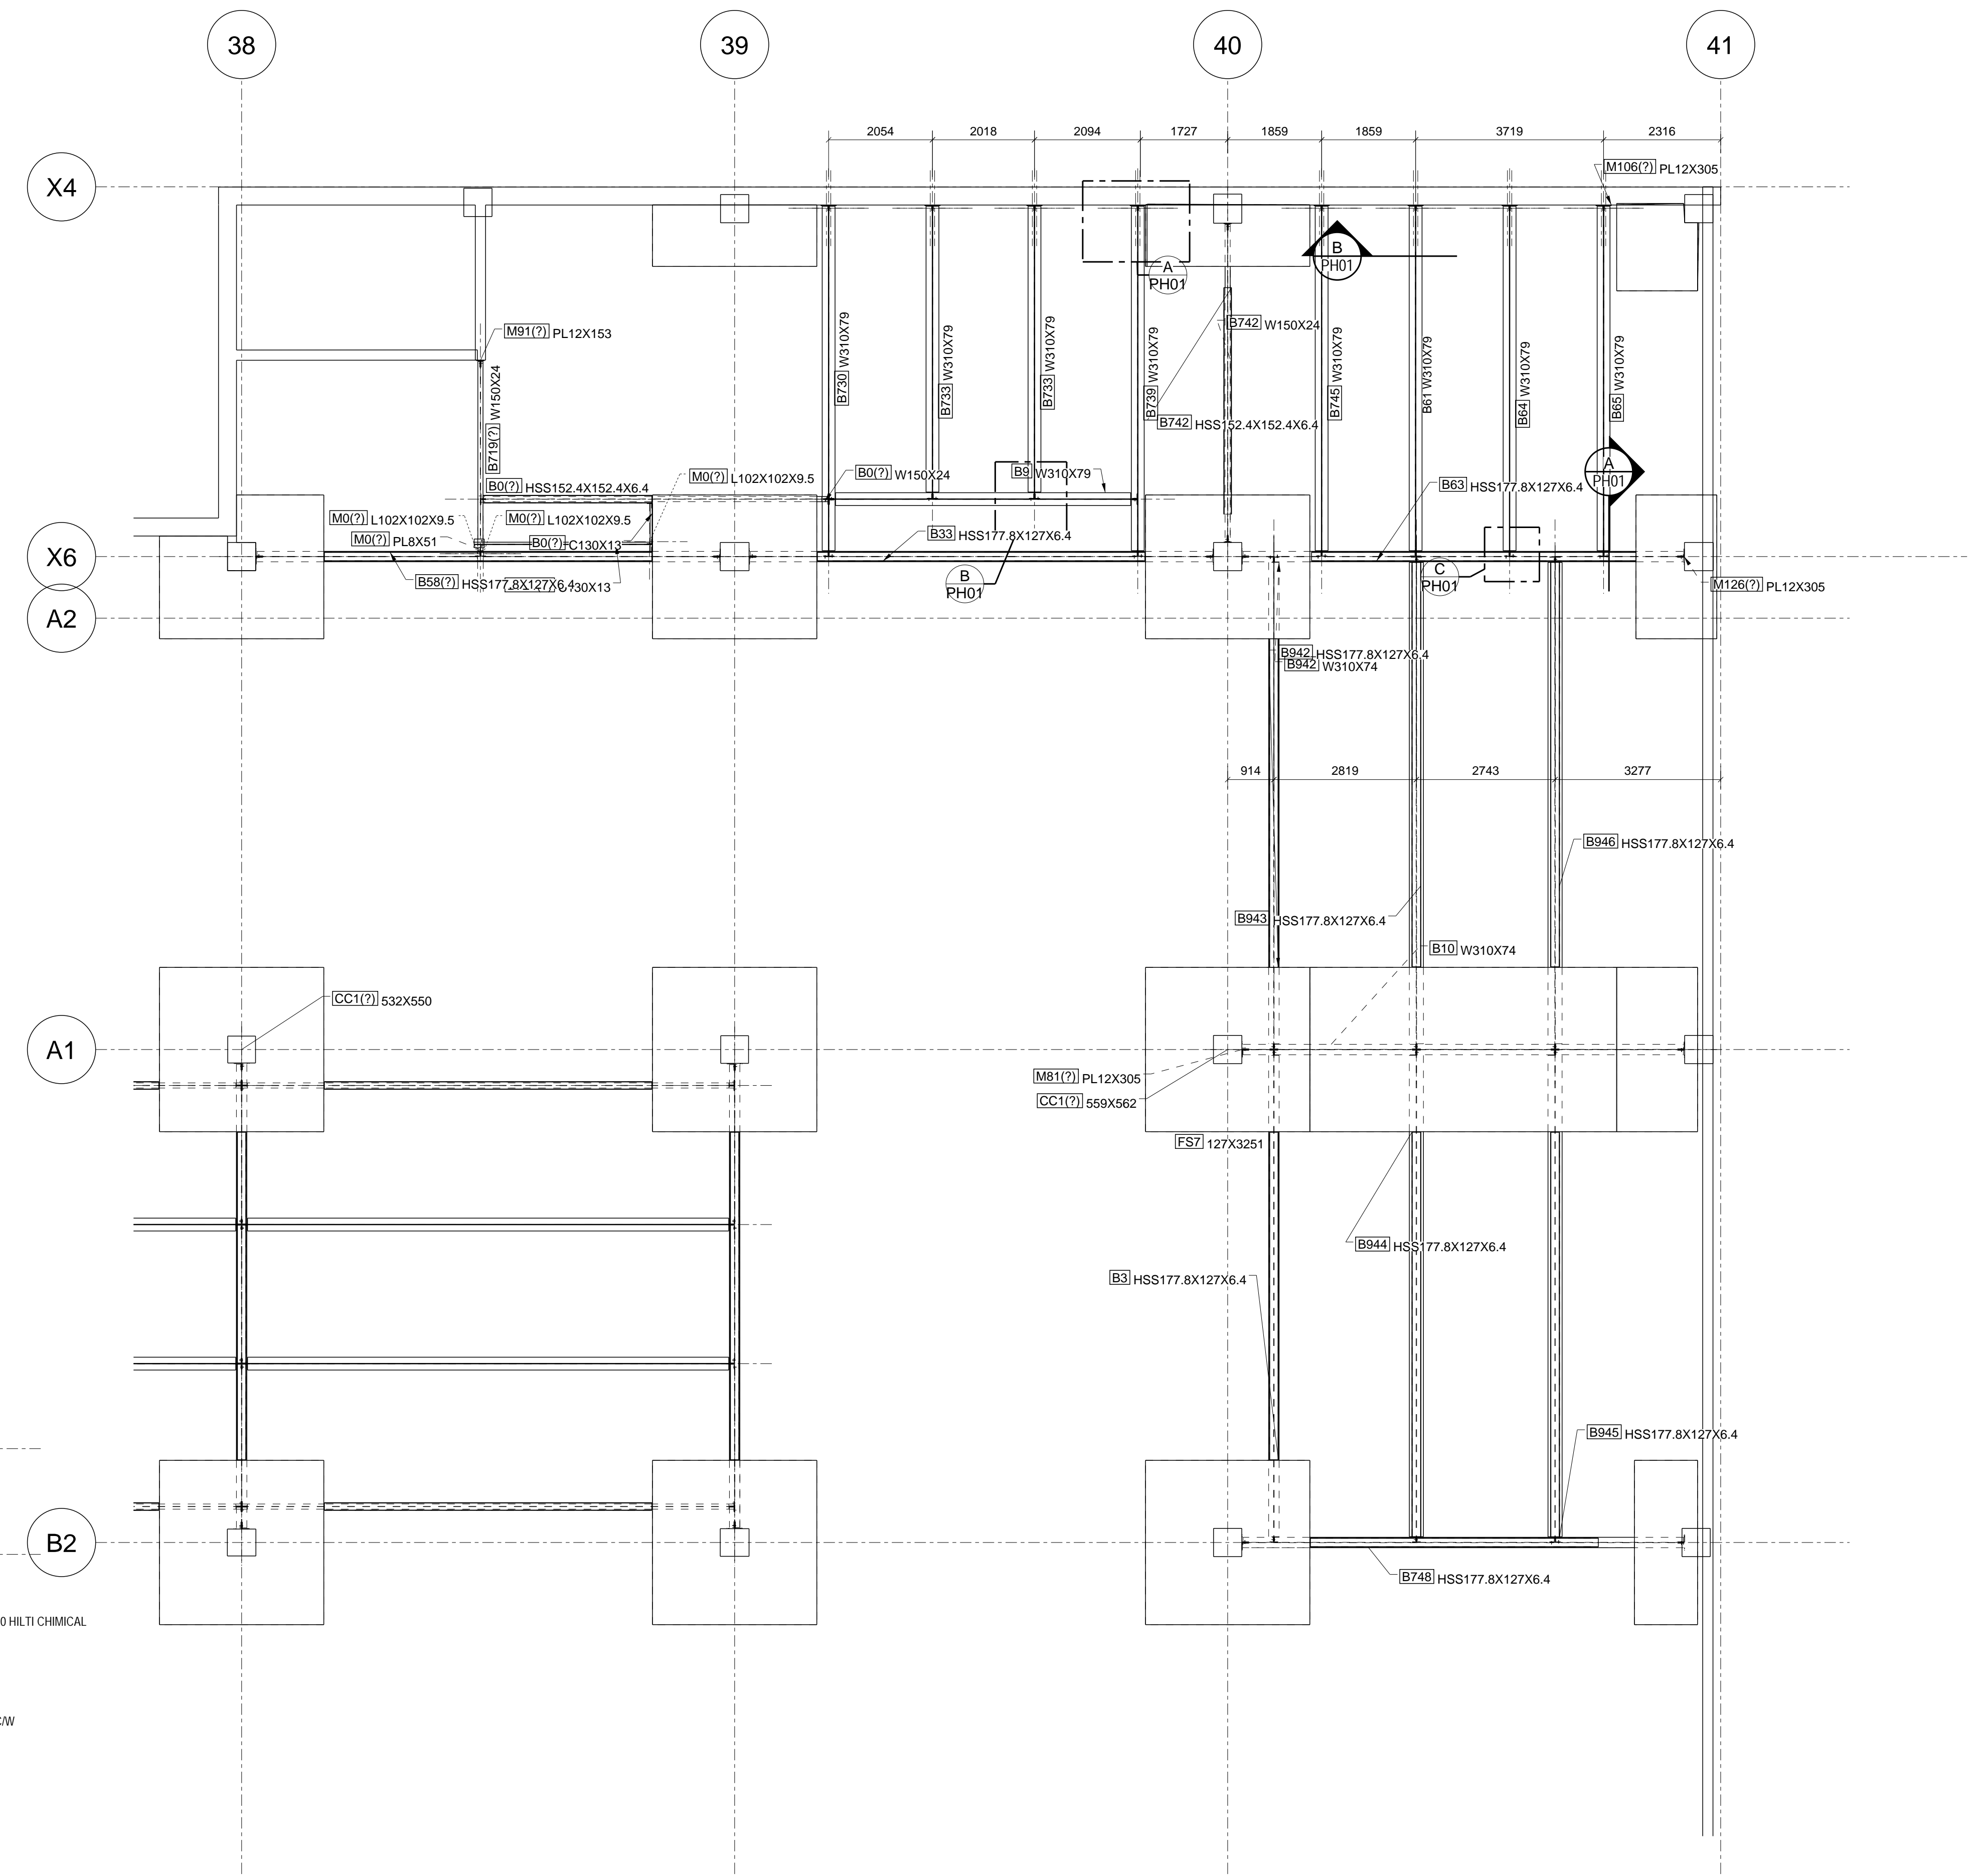 38
39
40
41
2054
2018
2094
1727
1859
1859
3719
2316
X4
M106(?) PL12X305
A
PH01
B
PH01
M91(?) PL12X153
B719(?) W150X24
B730 W310X79
B733 W310X79
B733 W310X79
B739 W310X79
B742 W150X24
B742 HSS152.4X152.4X6.4
B745 W310X79
B61 W310X79
B64 W310X79
B65 W310X79
A
PH01
B0(?) HSS152.4X152.4X6.4
M0(?) L102X102X9.5
B0(?) W150X24
B9 W310X79
B63 HSS177.8X127X6.4
M0(?) L102X102X9.5
M0(?) L102X102X9.5
M0(?) PL8X51
B0(?) C130X13
B33 HSS177.8X127X6.4
X6
B58(?) HSS177.8X127X6.4
B
PH01
C
PH01
M126(?) PL12X305
A2
B942 HSS177.8X127X6.4
B942 W310X74
914
2819
2743
3277
B946 HSS177.8X127X6.4
B943 HSS177.8X127X6.4
B10 W310X74
CC1(?) 532X550
A1
M81(?) PL12X305
CC1(?) 559X562
FS7 127X3251
B944 HSS177.8X127X6.4
B3 HSS177.8X127X6.4
B945 HSS177.8X127X6.4
B2
B748 HSS177.8X127X6.4
0 HILTI CHIMICAL
/W